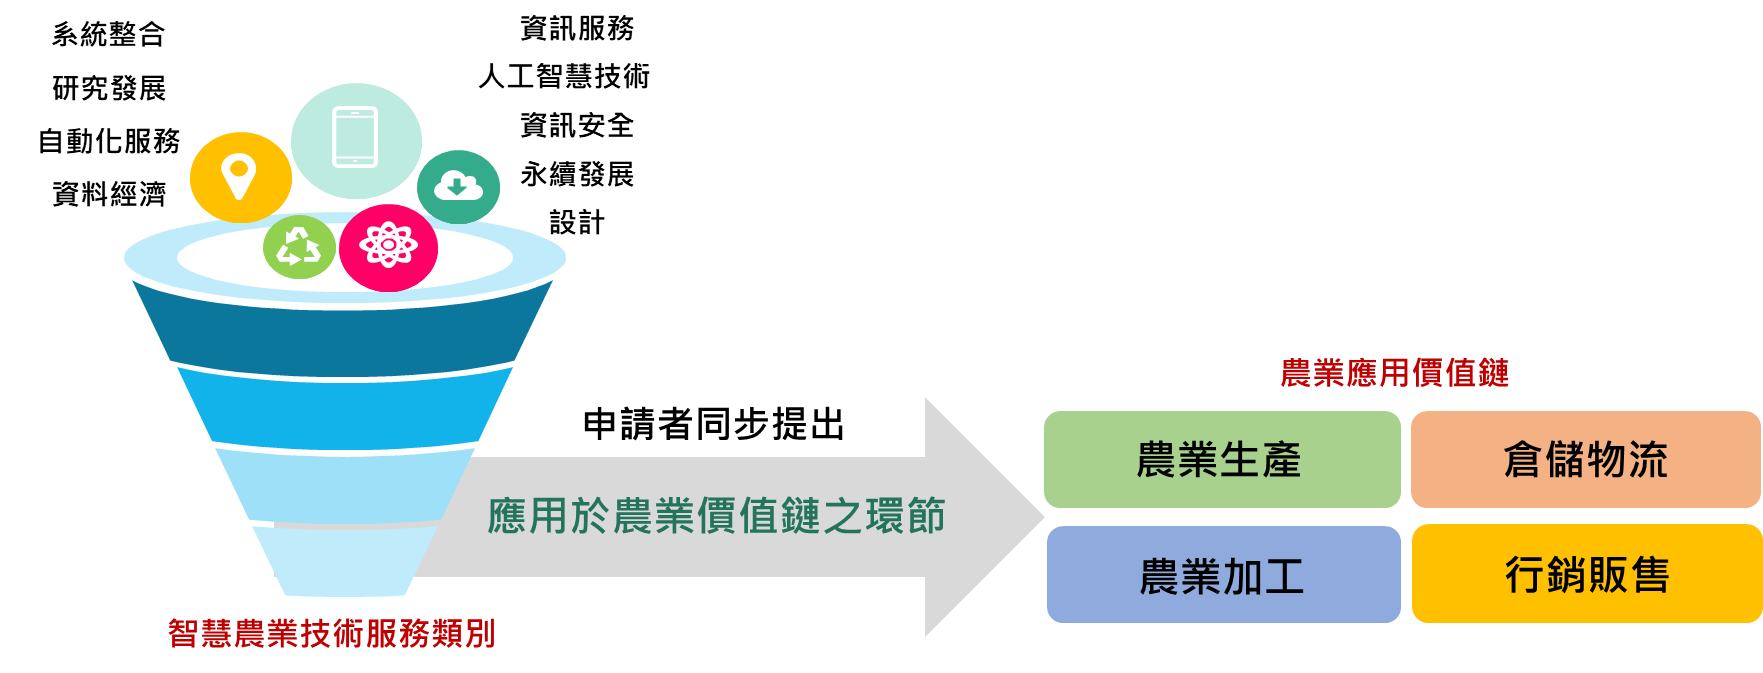 系統整合
研究發展
自動化服務
資料經濟
資訊服務
人工智慧技術
資訊安全
永續發展
設計
智慧農業技術服務類別
申請者同步提出
應用於農業價值鏈之環節
農業應用價值鏈
農業生產
倉儲物流
農業加工
行銷販售